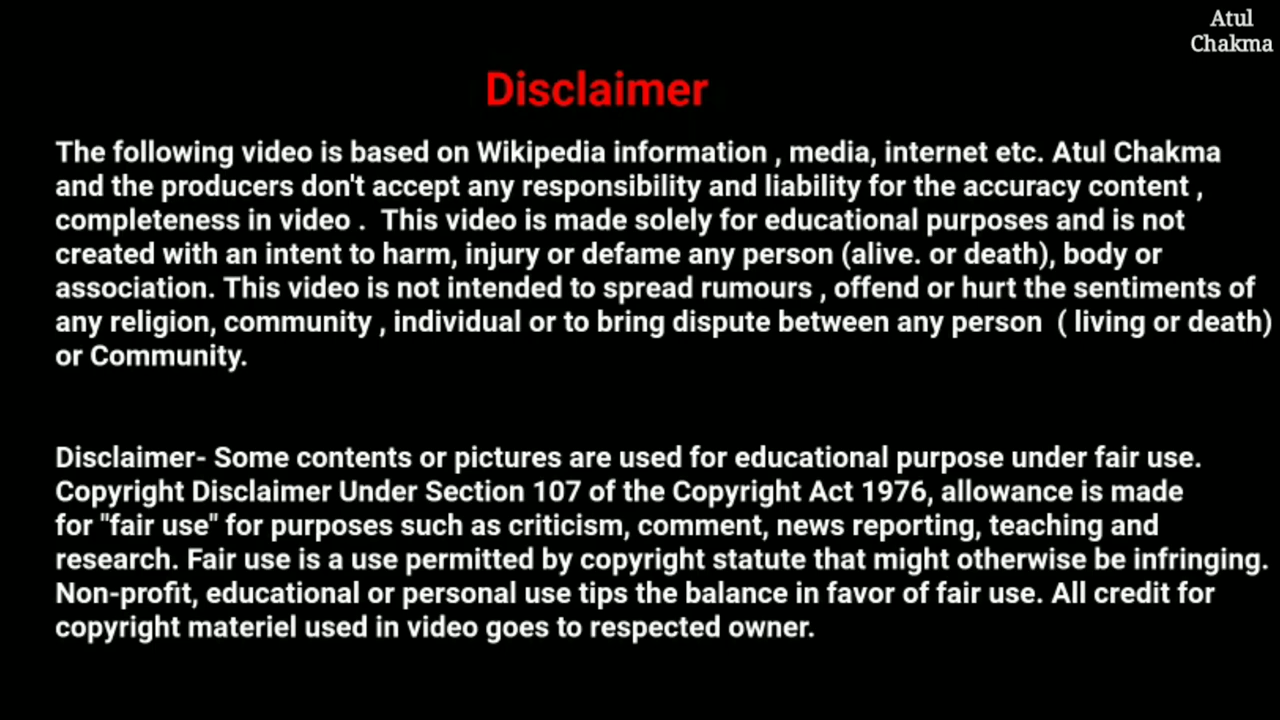 Atul
Chakma
Disclaimer
The following video is based on Wikipedia information , media, internet etc. Atul Chakma
and the producers don't accept any responsibility and liability for the accuracy content ,
completeness in video .  This video is made solely for educational purposes and is not
created with an intent to harm, injury or defame any person (alive. or death), body or
association. This video is not intended to spread rumours , offend or hurt the sentiments of
any religion, community , individual or to bring dispute between any person  ( living or death)
or Community.
Disclaimer- Some contents or pictures are used for educational purpose under fair use.
Copyright Disclaimer Under Section 107 of the Copyright Act 1976, allowance is made
for "fair use" for purposes such as criticism, comment, news reporting, teaching and
research. Fair use is a use permitted by copyright statute that might otherwise be infringing.
Non-profit, educational or personal use tips the balance in favor of fair use. All credit for
copyright materiel used in video goes to respected owner.